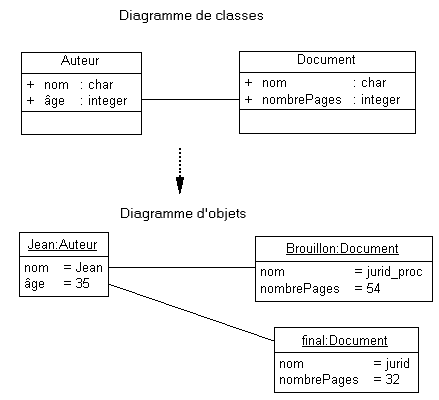 Diagramme de classes
Auteur
+ nom : char
+ âge : integer
Document
+ nom : char
+ nombrePages : integer
Diagramme d'objets
Jean:Auteur
nom = Jean
âge = 35
Brouillon:Document
nom = jurid_proc
nombrePages = 54
final:Document
nom = jurid
nombrePages = 32